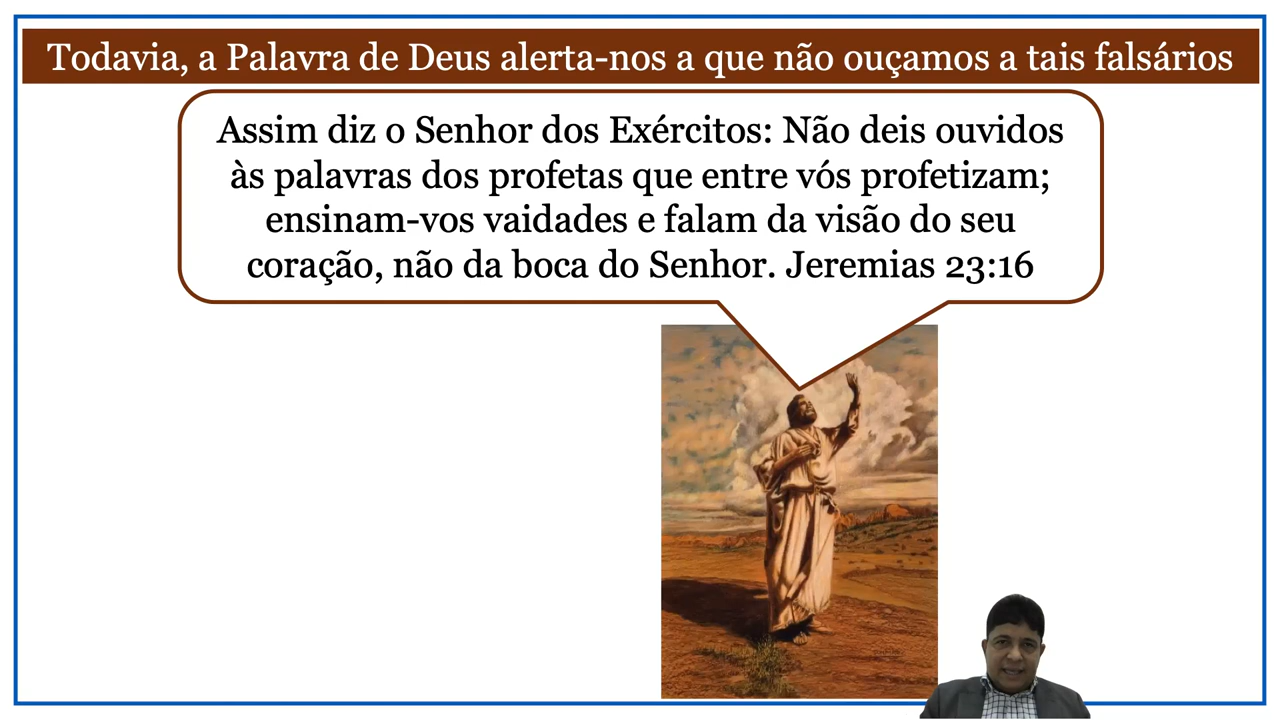 Todavia, a Palavra de Deus alerta-nos a que não ouçamos a tais falsários
Assim diz o Senhor dos Exércitos: Não deis ouvidos
às palavras dos profetas que entre vós profetizam;
ensinam-vos vaidades e falam da visão do seu
coração, não da boca do Senhor. Jeremias 23:16